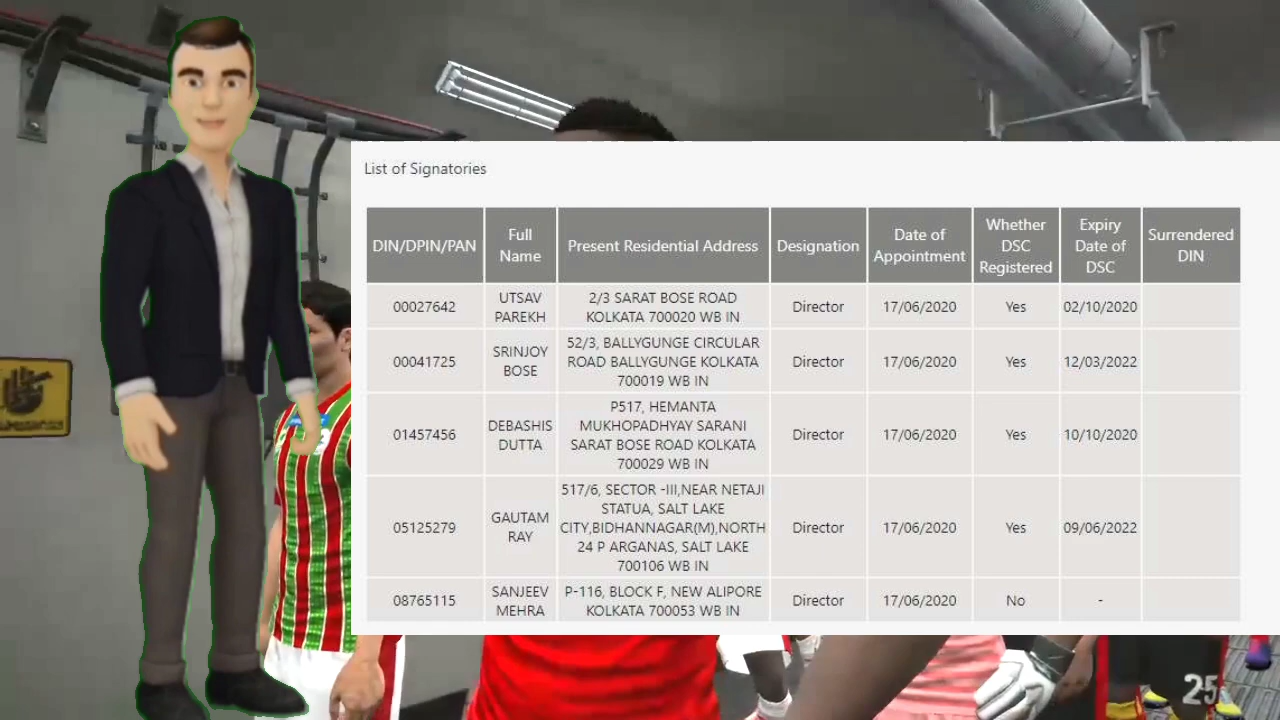 List of Signatories
DIN/DPIN/PAN
Full
Name
Present Residential Address
Designation
Date of
Appointment
Whether
DSC
Registered
Expiry
Date of
DSC
Surrendered
DIN
00027642
UTSAV
PAREKH
2/3 SARAT BOSE ROAD
KOLKATA 700020 WB IN
Director
17/06/2020
Yes
02/10/2020
00041725
SRINJOY
BOSE
52/3, BALLYGUNGE CIRCULAR
ROAD BALLYGUNGE KOLKATA
700019 WB IN
Director
17/06/2020
Yes
12/03/2022
01457456
DEBASHIS
DUTTA
P517, HEMANTA
MUKHOPADHYAY SARANI
SARAT BOSE ROAD KOLKATA
700029 WB IN
Director
17/06/2020
Yes
10/10/2020
05125279
GAUTAM
RAY
517/6, SECTOR -III,NEAR NETAJI
STATUA, SALT LAKE
CITY,BIDHANNAGAR(M),NORTH
24 P ARGANAS, SALT LAKE
700106 WB IN
Director
17/06/2020
Yes
09/06/2022
08765115
SANJEEV
MEHRA
P-116, BLOCK F, NEW ALIPORE
KOLKATA 700053 WB IN
Director
17/06/2020
No
-
25